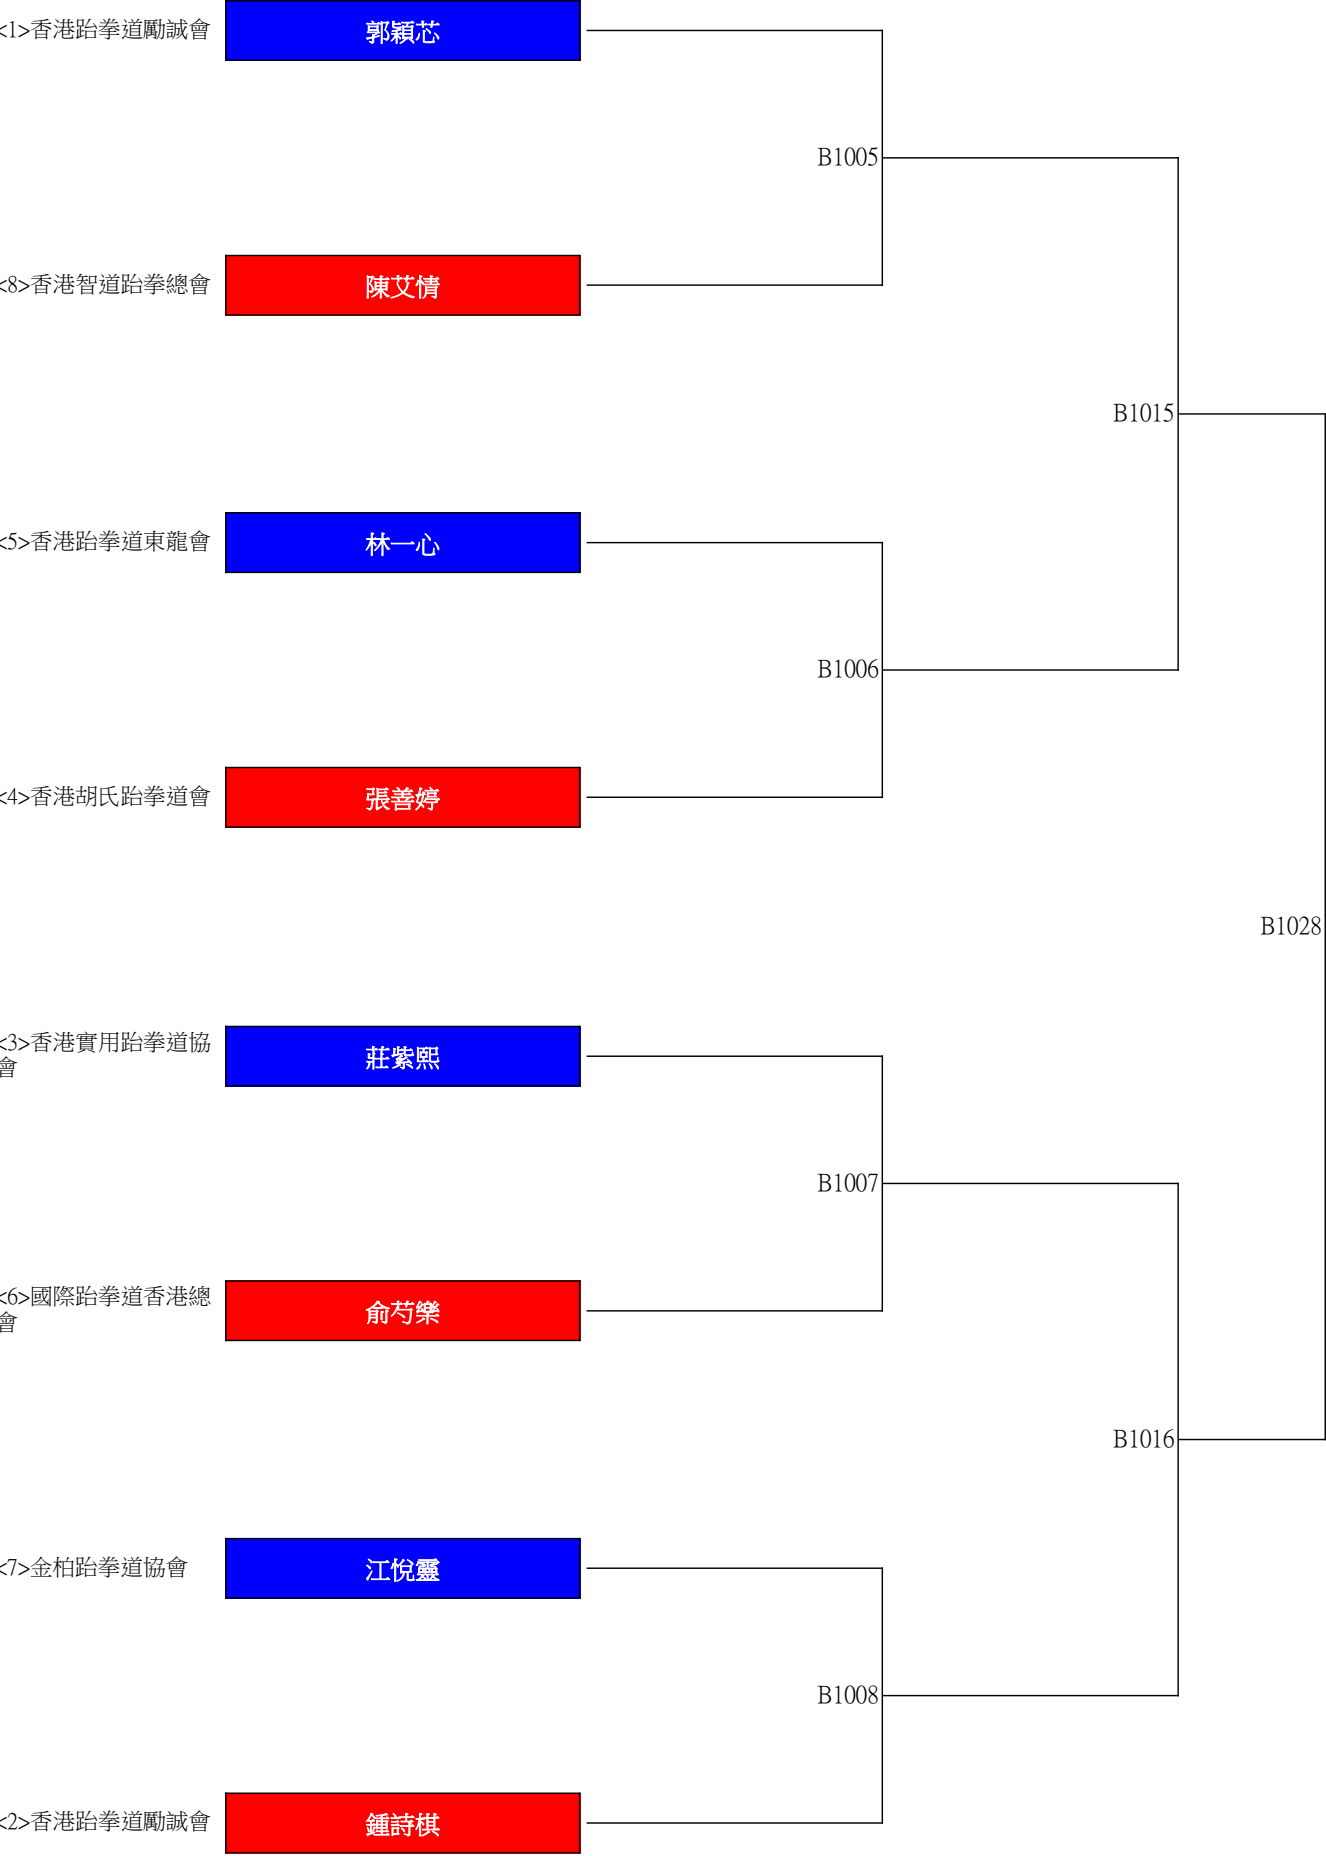 <1>香港跆拳道勵誠會
郭穎芯
B1005
<8>香港智道跆拳總會
陳艾情
B1015
<5>香港跆拳道東龍會
林一心
B1006
<4>香港胡氏跆拳道會
張善婷
B1028
<3>香港實用跆拳道協
會
莊紫熙
B1007
<6>國際跆拳道香港總
會
俞芍樂
B1016
<7>金柏跆拳道協會
江悅靈
B1008
<2>香港跆拳道勵誠會
鍾詩棋